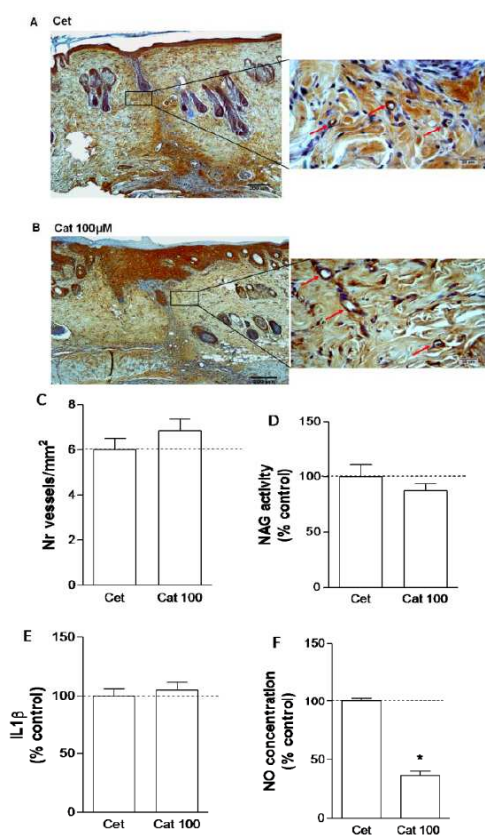 A Cet
B Cat 100µM
C
Nr vessels/mm²
8
6
4
2
0
Cet Cat 100
D
NAG activity
(% control)
150
100
50
0
Cet Cat 100
E
IL1β
(% control)
150
100
50
0
Cet Cat 100
F
NO concentration
(% control)
150
100
50
0
*
Cet Cat 100